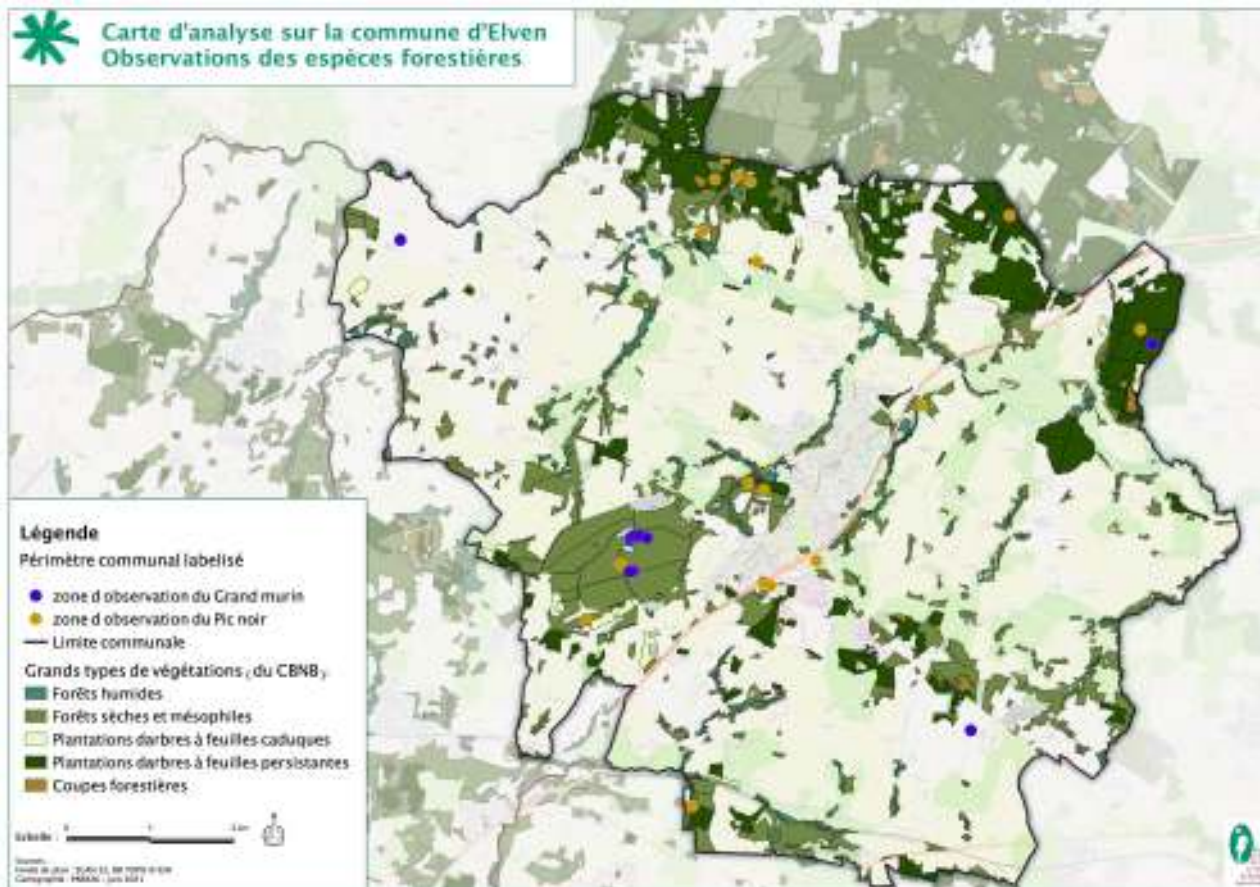 Carte d'analyse sur la commune d'Elven
Observations des espèces forestières
Légende
Périmètre communal labelisé
zone d observation du Grand murin
zone d observation du Pic noir
Limite communale
Grands types de végétations (du CBNB)
Forêts humides
Forêts sèches et mésophiles
Plantations darbres à feuilles caduques
Plantations darbres à feuilles persistantes
Coupes forestières
Echelle :